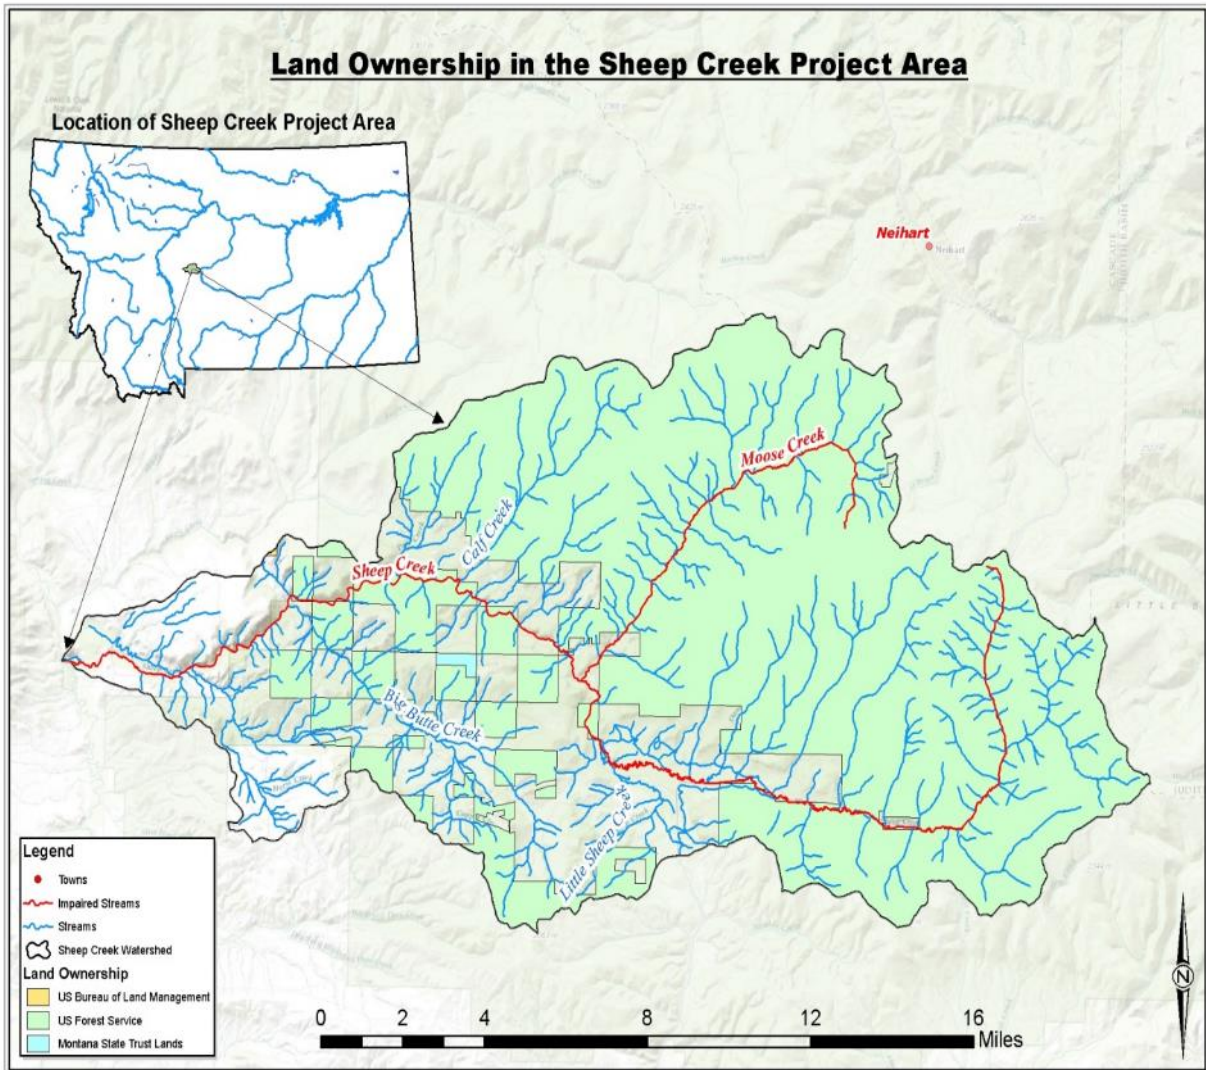 Land Ownership in the Sheep Creek Project Area
Location of Sheep Creek Project Area
Neihart
Neihart
Moose Creek
Calf Creek
Sheep Creek
Big Butte Creek
Little Sheep Creek
LITTLE
Legend
Towns
Impaired Streams
Streams
Sheep Creek Watershed
Land Ownership
US Bureau of Land Management
US Forest Service
Montana State Trust Lands
0 2 4 8 12 16
Miles
N